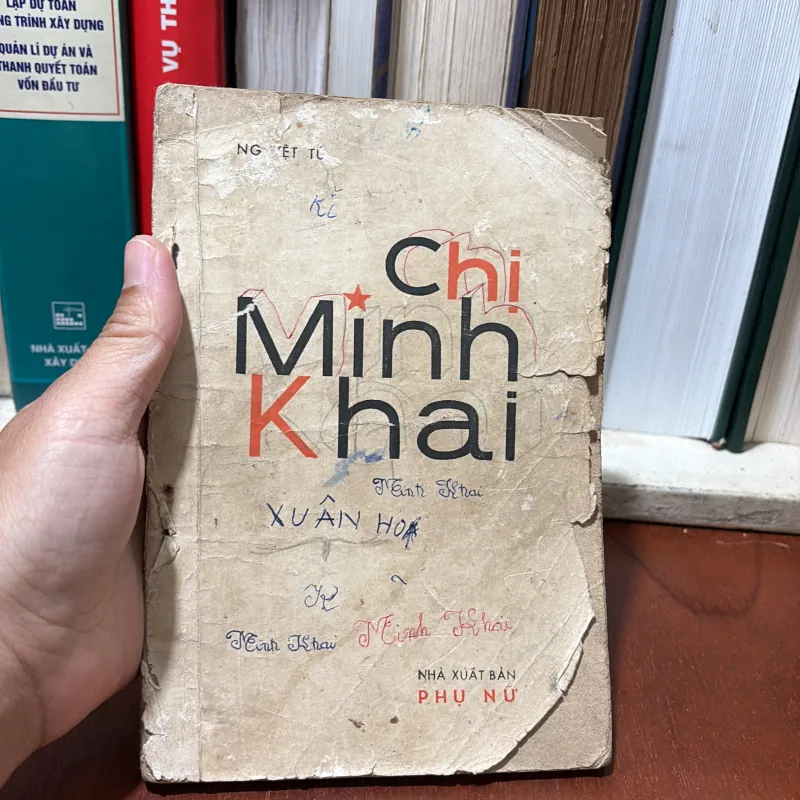 LẬP DỰ TOÁN
NG TRÌNH XÂY DỰNG
QUẢN LÍ DỰ ÁN VÀ
THANH QUYẾT TOÁN
VỐN ĐẦU TƯ
NHÀ XUẤT
XÂY D
VỤ TH
NG ỆT TÚ
Chị
Minh
Khai
Minh Khai
XUÂN HOA
Minh Khai
Minh Khai
NHÀ XUẤT BẢN
PHỤ NỮ